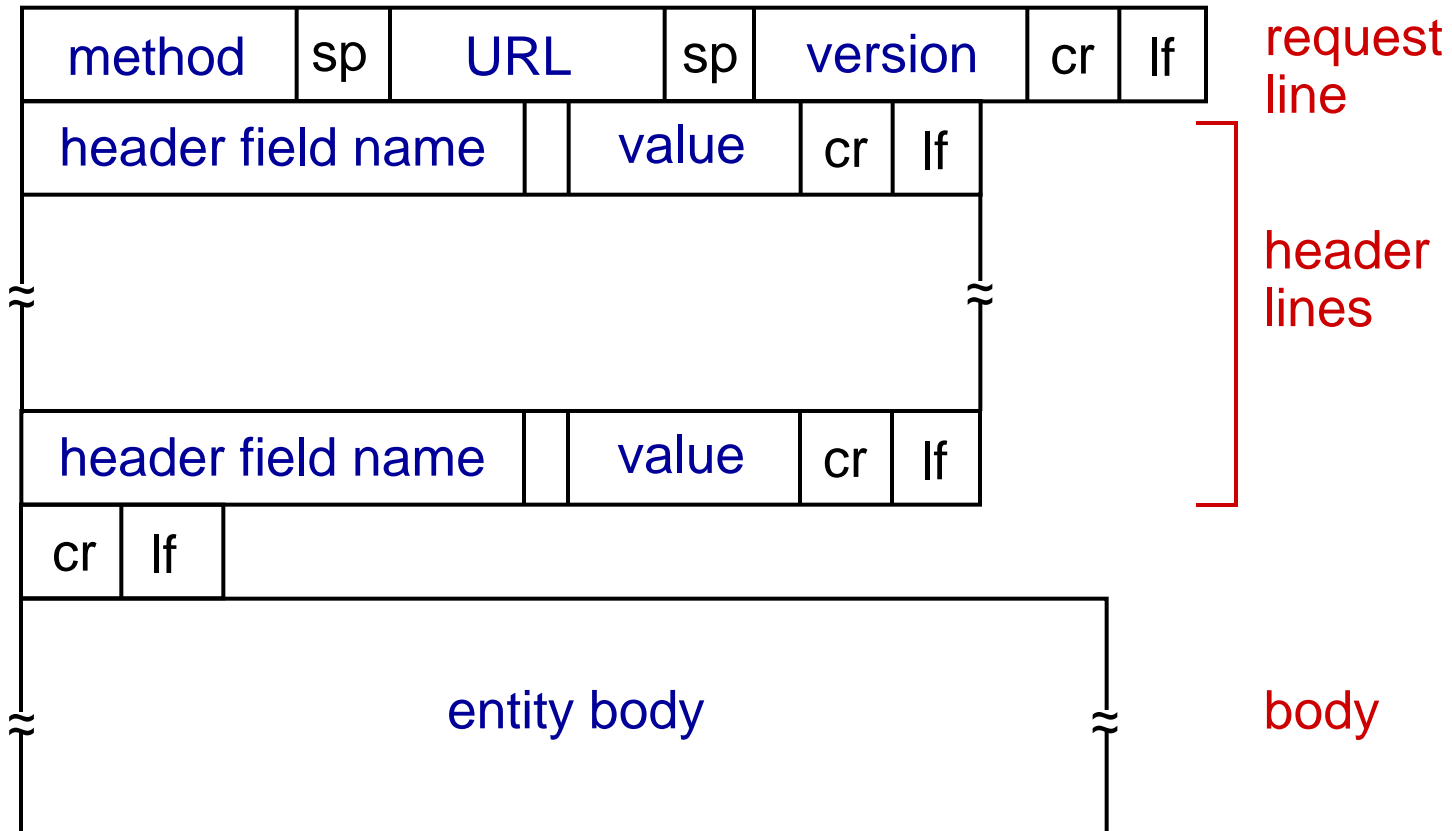 method sp URL sp version cr lf request line
header field name value cr lf
≈ ≈ header lines
header field name value cr lf
cr lf
≈ entity body ≈ body